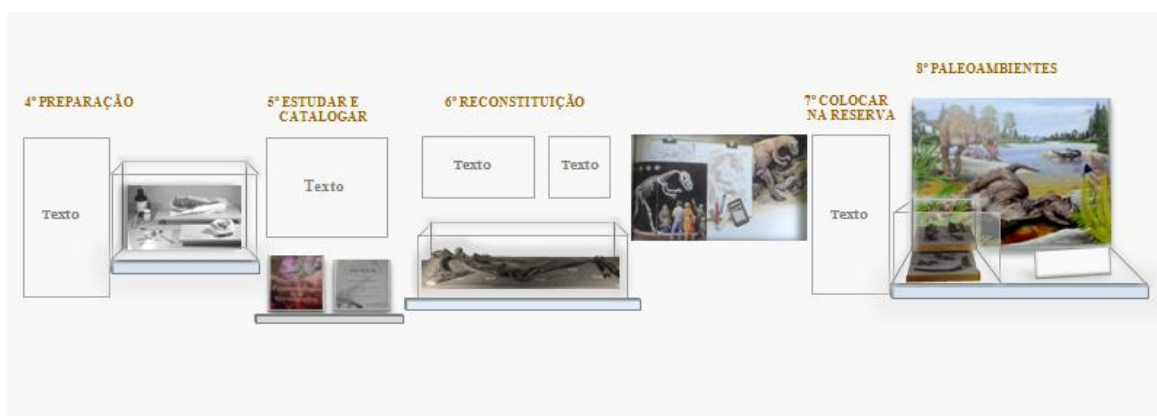 4º PREPARAÇÃO
Texto
5º ESTUDAR E
CATALOGAR
Texto
6º RECONSTITUIÇÃO
Texto
Texto
7º COLOCAR
NA RESERVA
Texto
8º PALEOAMBIENTES